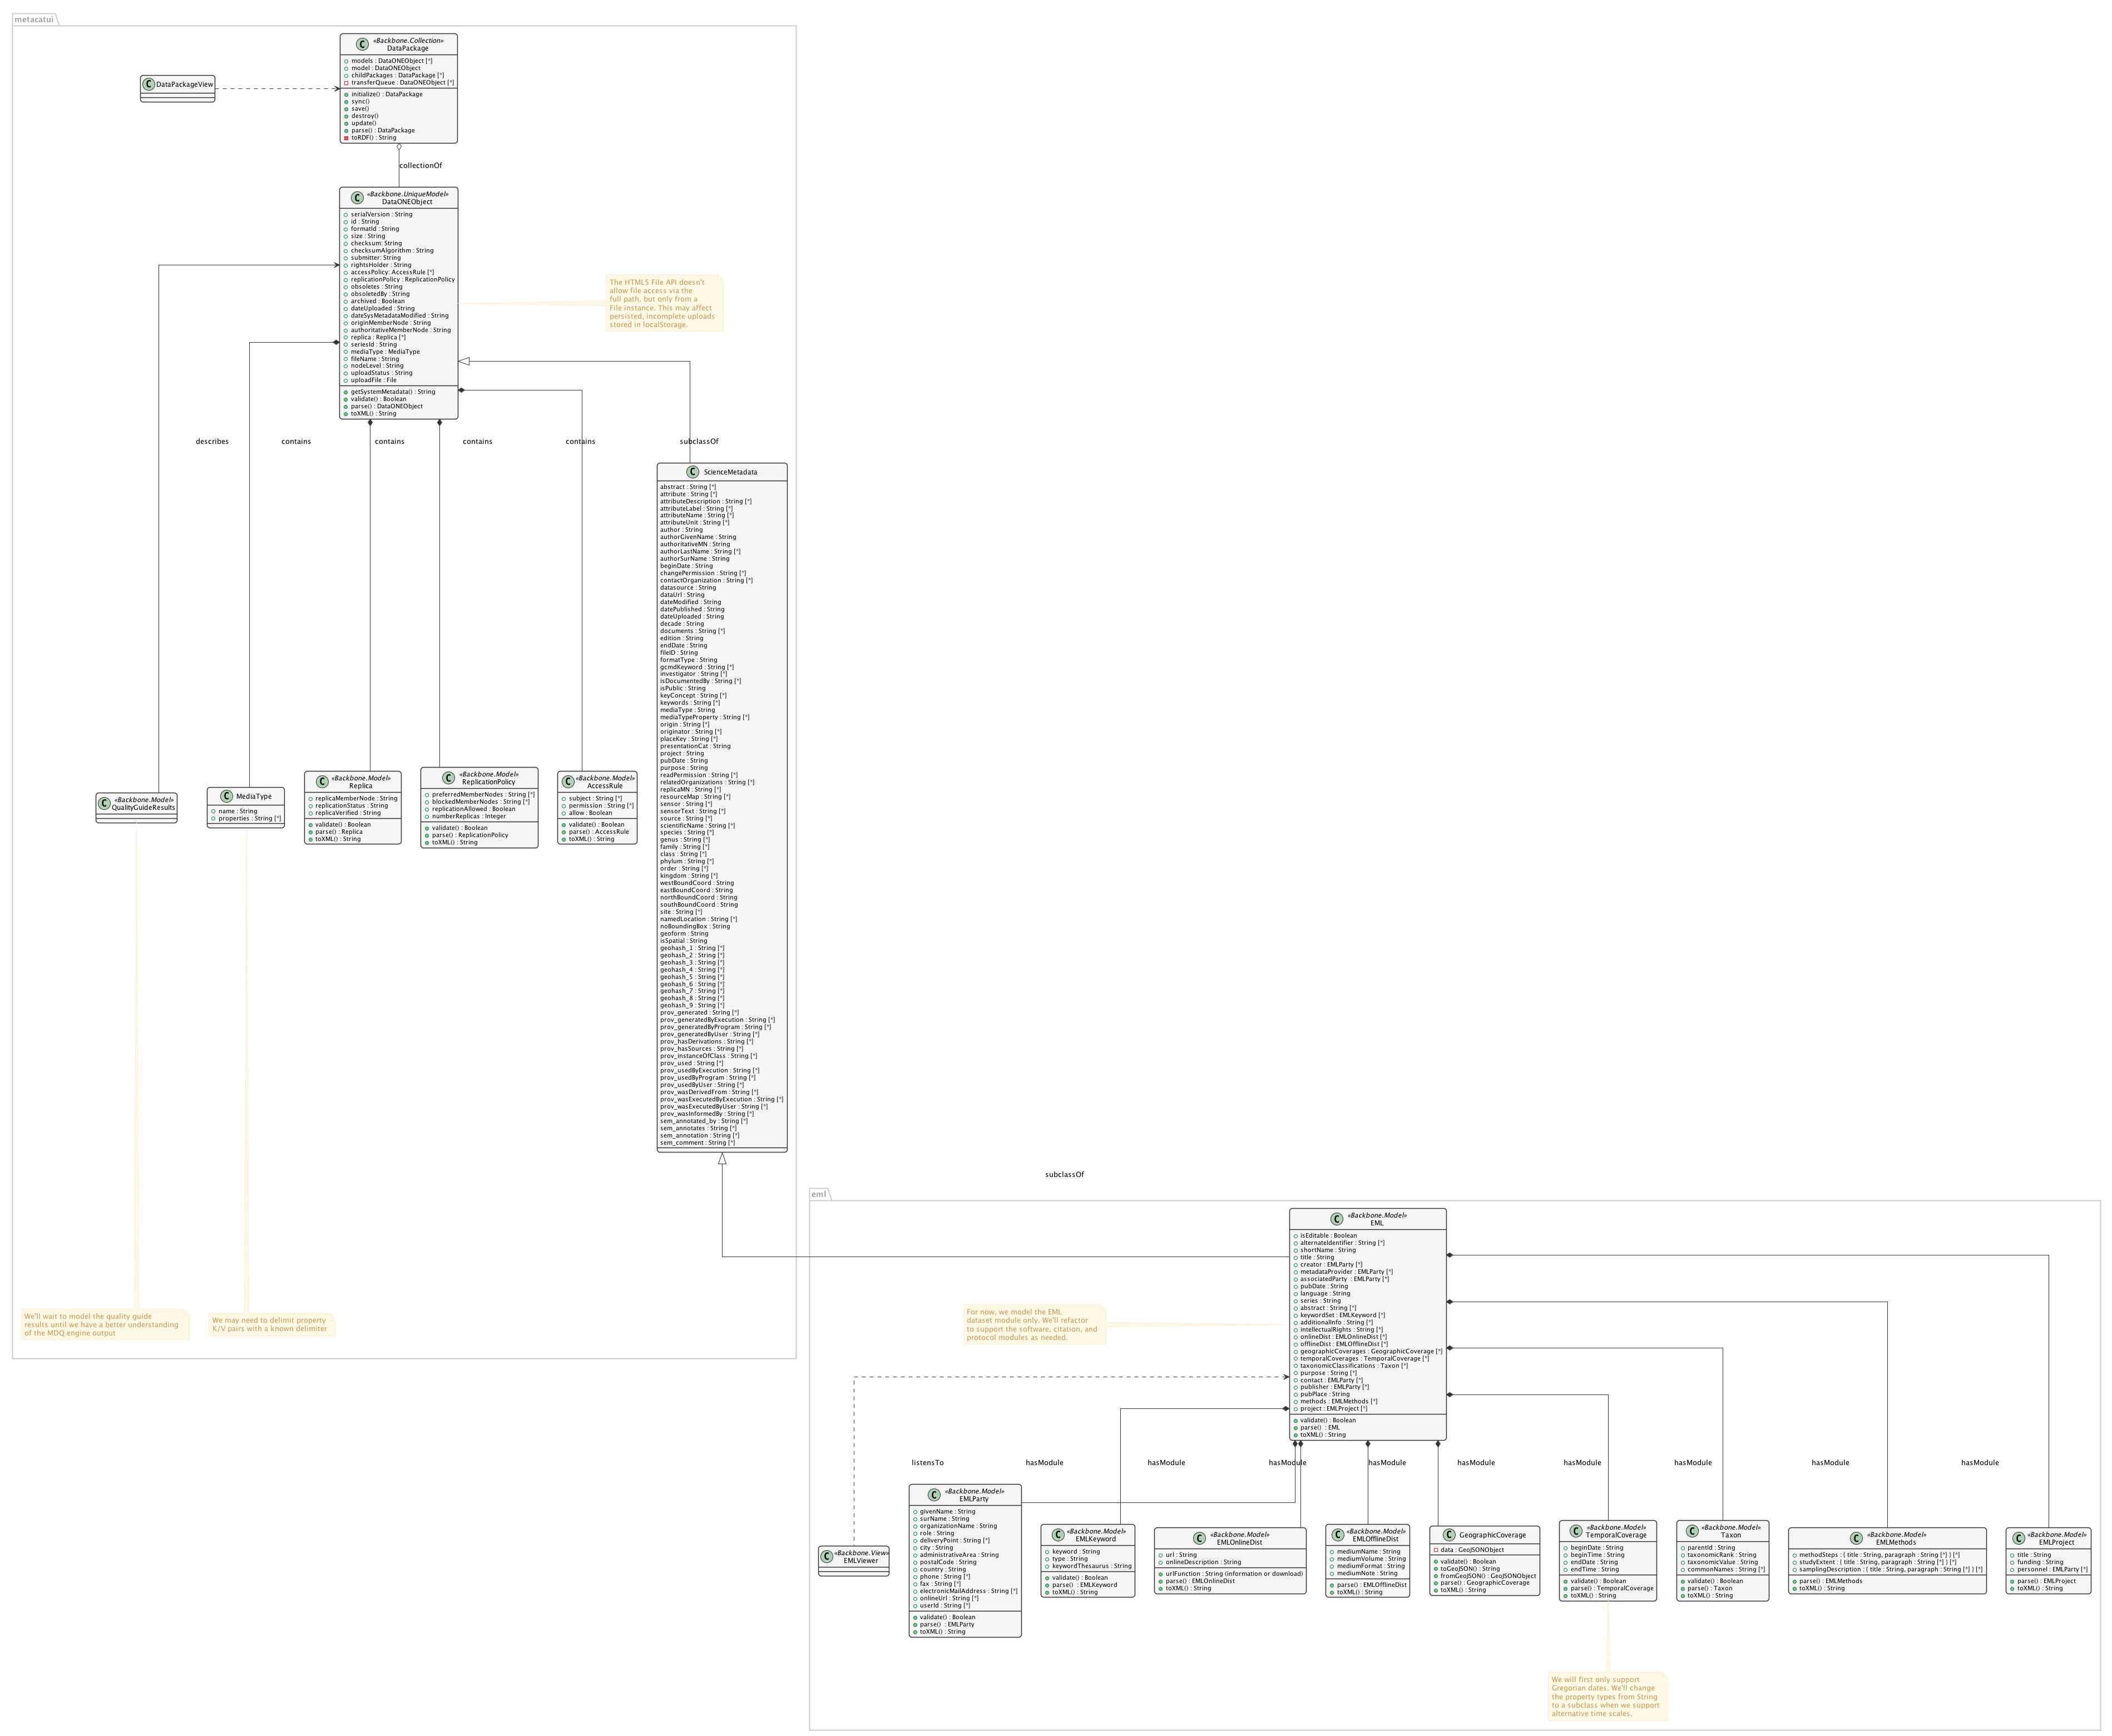 metacatui
«Backbone.Collection»
DataPackage
models : DataONEObject [*]
model : DataONEObject
childPackages : DataPackage [*]
transferQueue : DataONEObject [*]
initialize() : DataPackage
sync()
save()
destroy()
update()
parse() : DataPackage
toRDF() : String
DataPackageView
collectionOf
«Backbone.UniqueModel»
DataONEObject
serialVersion : String
id : String
formatId : String
size : String
checksum: String
checksumAlgorithm : String
submitter: String
rightsHolder : String
accessPolicy: AccessRule [*]
replicationPolicy : ReplicationPolicy
obsoletes : String
obsoletedBy : String
archived : Boolean
dateUploaded : String
dateSysMetadataModified : String
originMemberNode : String
authoritativeMemberNode : String
replica : Replica [*]
seriesId : String
mediaType : MediaType
fileName : String
nodeLevel : String
uploadStatus : String
uploadFile : File
getSystemMetadata() : String
validate() : Boolean
parse() : DataONEObject
toXML() : String
The HTML5 File API doesn't
allow file access via the
full path, but only from a
File instance. This may affect
persisted, incomplete uploads
stored in localStorage.
describes
contains
contains
contains
contains
subclassOf
ScienceMetadata
abstract : String [*]
attribute : String [*]
attributeDescription : String [*]
attributeLabel : String [*]
attributeName : String [*]
attributeUnit : String [*]
author : String
authorGivenName : String
authoritativeMN : String
authorLastName : String [*]
authorSurName : String
beginDate : String
changePermission : String [*]
contactOrganization : String [*]
datasource : String
dataUrl : String
dateModified : String
datePublished : String
dateUploaded : String
decade : String
documents : String [*]
edition : String
endDate : String
fileID : String
formatType : String
gcmdKeyword : String [*]
investigator : String [*]
isDocumentedBy : String [*]
isPublic : String
keyConcept : String [*]
keywords : String [*]
mediaType : String
mediaTypeProperty : String [*]
origin : String [*]
originator : String [*]
placeKey : String [*]
presentationCat : String
project : String
pubDate : String
purpose : String
readPermission : String [*]
relatedOrganizations : String [*]
replicaMN : String [*]
resourceMap : String [*]
sensor : String [*]
sensorText : String [*]
source : String [*]
scientificName : String [*]
species : String [*]
genus : String [*]
family : String [*]
class : String [*]
phylum : String [*]
order : String [*]
kingdom : String [*]
westBoundCoord : String
eastBoundCoord : String
northBoundCoord : String
southBoundCoord : String
site : String [*]
namedLocation : String [*]
noBoundingBox : String
geoform : String
isSpatial : String
geohash_1 : String [*]
geohash_2 : String [*]
geohash_3 : String [*]
geohash_4 : String [*]
geohash_5 : String [*]
geohash_6 : String [*]
geohash_7 : String [*]
geohash_8 : String [*]
geohash_9 : String [*]
prov_generated : String [*]
prov_generatedByExecution : String [*]
prov_generatedByProgram : String [*]
prov_generatedByUser : String [*]
prov_hasDerivations : String [*]
prov_hasSources : String [*]
prov_instanceOfClass : String [*]
prov_used : String [*]
prov_usedByExecution : String [*]
prov_usedByProgram : String [*]
prov_usedByUser : String [*]
prov_wasDerivedFrom : String [*]
prov_wasExecutedByExecution : String [*]
prov_wasExecutedByUser : String [*]
prov_wasInformedBy : String [*]
sem_annotated_by : String [*]
sem_annotates : String [*]
sem_annotation : String [*]
sem_comment : String [*]
«Backbone.Model»
QualityGuideResults
MediaType
name : String
properties : String [*]
«Backbone.Model»
Replica
replicaMemberNode : String
replicationStatus : String
replicaVerified : String
validate() : Boolean
parse() : Replica
toXML() : String
«Backbone.Model»
ReplicationPolicy
preferredMemberNodes : String [*]
blockedMemberNodes : String [*]
replicationAllowed : Boolean
numberReplicas : Integer
validate() : Boolean
parse() : ReplicationPolicy
toXML() : String
«Backbone.Model»
AccessRule
subject : String [*]
permission : String [*]
allow : Boolean
validate() : Boolean
parse() : AccessRule
toXML() : String
We'll wait to model the quality guide
results until we have a better understanding
of the MDQ engine output
We may need to delimit property
K/V pairs with a known delimiter
subclassOf
eml
«Backbone.Model»
EML
isEditable : Boolean
alternateIdentifier : String [*]
shortName : String
title : String
creator : EMLParty [*]
metadataProvider : EMLParty [*]
associatedParty : EMLParty [*]
pubDate : String
language : String
series : String
abstract : String [*]
keywordSet : EMLKeyword [*]
additionalInfo : String [*]
intellectualRights : String [*]
onlineDist : EMLOnlineDist [*]
offlineDist : EMLOfflineDist [*]
geographicCoverages : GeographicCoverage [*]
temporalCoverages : TemporalCoverage [*]
taxonomicClassifications : Taxon [*]
purpose : String [*]
contact : EMLParty [*]
publisher : EMLParty [*]
pubPlace : String
methods : EMLMethods [*]
project : EMLProject [*]
validate() : Boolean
parse() : EML
toXML() : String
For now, we model the EML
dataset module only. We'll refactor
to support the software, citation, and
protocol modules as needed.
listensTo
hasModule
hasModule
hasModule
hasModule
hasModule
hasModule
hasModule
hasModule
hasModule
«Backbone.View»
EMLViewer
«Backbone.Model»
EMLParty
givenName : String
surName : String
organizationName : String
role : String
deliveryPoint : String [*]
city : String
administrativeArea : String
postalCode : String
country : String
phone : String [*]
fax : String [*]
electronicMailAddress : String [*]
onlineUrl : String [*]
userId : String [*]
validate() : Boolean
parse() : EMLParty
toXML() : String
«Backbone.Model»
EMLKeyword
keyword : String
type : String
keywordThesaurus : String
validate() : Boolean
parse() : EMLKeyword
toXML() : String
«Backbone.Model»
EMLOnlineDist
url : String
onlineDescription : String
urlFunction : String (information or download)
parse() : EMLOnlineDist
toXML() : String
«Backbone.Model»
EMLOfflineDist
mediumName : String
mediumVolume : String
mediumFormat : String
mediumNote : String
parse() : EMLOfflineDist
toXML() : String
GeographicCoverage
data : GeoJSONObject
validate() : Boolean
toGeoJSON() : String
fromGeoJSON() : GeoJSONObject
parse() : GeographicCoverage
toXML() : String
«Backbone.Model»
TemporalCoverage
beginDate : String
beginTime : String
endDate : String
endTime : String
validate() : Boolean
parse() : TemporalCoverage
toXML() : String
«Backbone.Model»
Taxon
parentId : String
taxonomicRank : String
taxonomicValue : String
commonNames : String [*]
validate() : Boolean
parse() : Taxon
toXML() : String
«Backbone.Model»
EMLMethods
methodSteps : { title : String, paragraph : String [*] } [*]
studyExtent : { title : String, paragraph : String [*] } [*]
samplingDescription : { title : String, paragraph : String [*] } [*]
parse() : EMLMethods
toXML() : String
«Backbone.Model»
EMLProject
title : String
funding : String
personnel : EMLParty [*]
parse() : EMLProject
toXML() : String
We will first only support
Gregorian dates. We'll change
the property types from String
to a subclass when we support
alternative time scales.